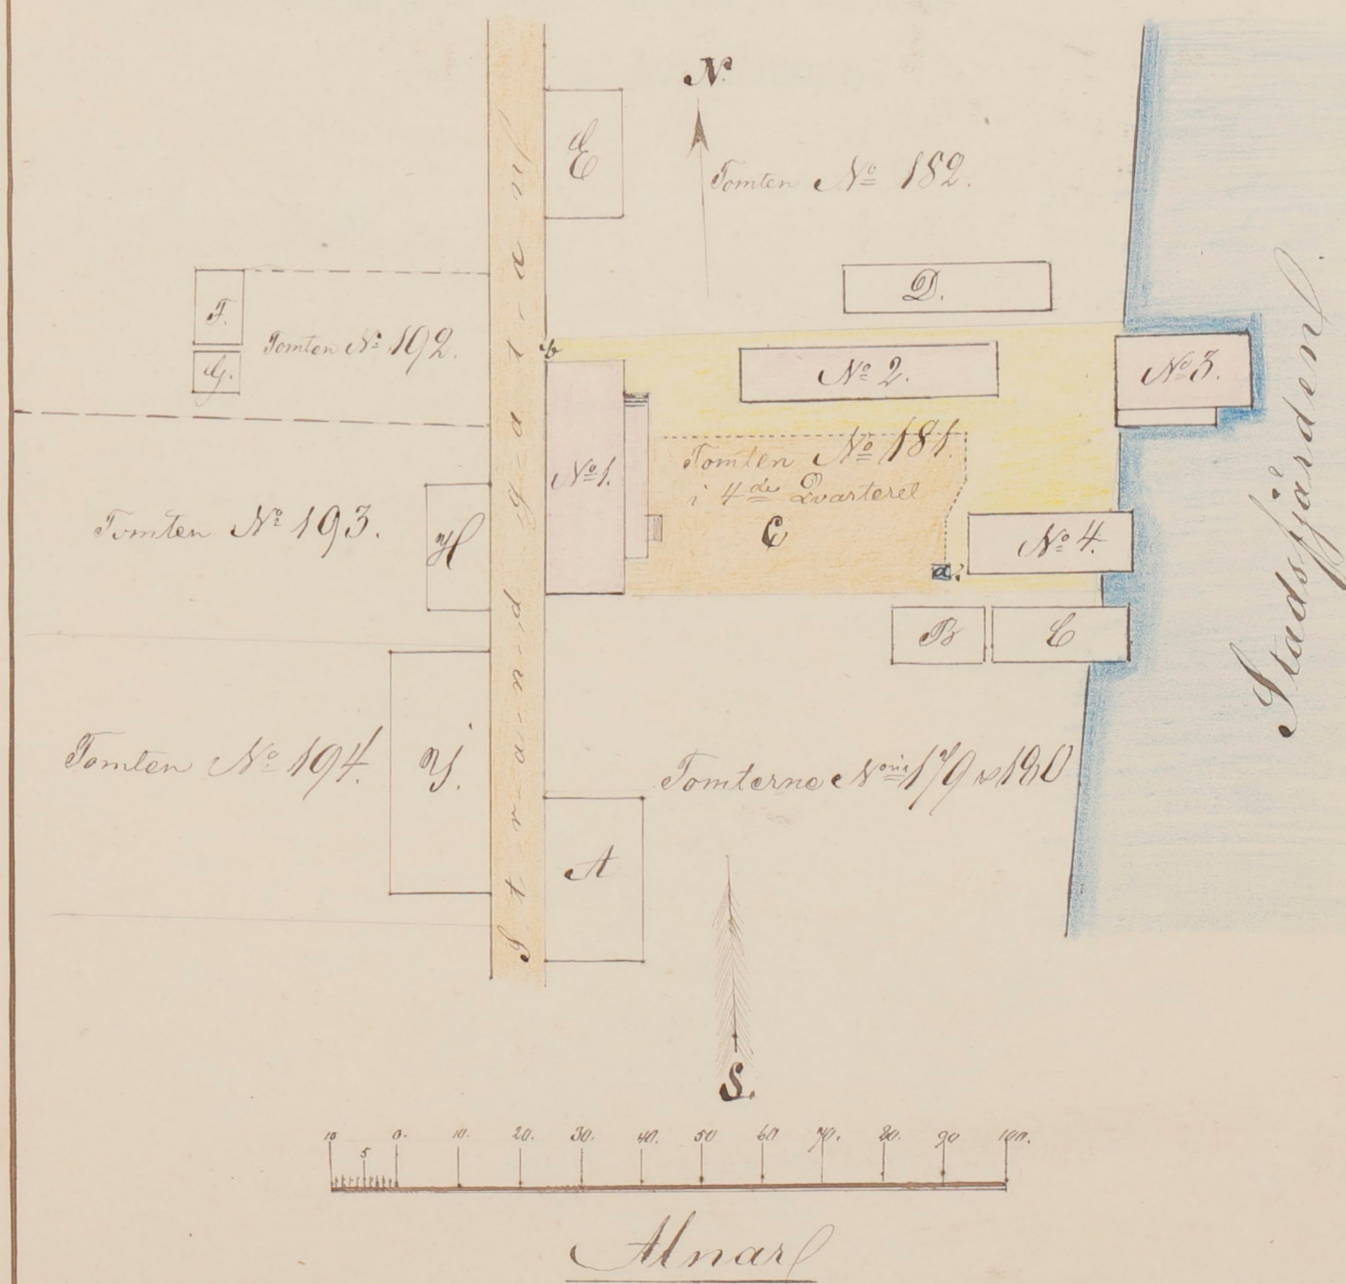 N.
E
Tomten No 182.
D.
F.
Tomten No 192.
G.
b
No 2.
No 3.
Tomten No 181.
i 4de Qvarteret
No 1.
C
Tomten No 193.
H
No 4.
a.
B
C
Strandgatan
Stadsfjärden
Tomten No 194.
Y.
Tomterne Noris 179 & 180
A
S.
10 5 0. 10. 20. 30. 40. 50 60 70. 80. 90 100.
Alnar